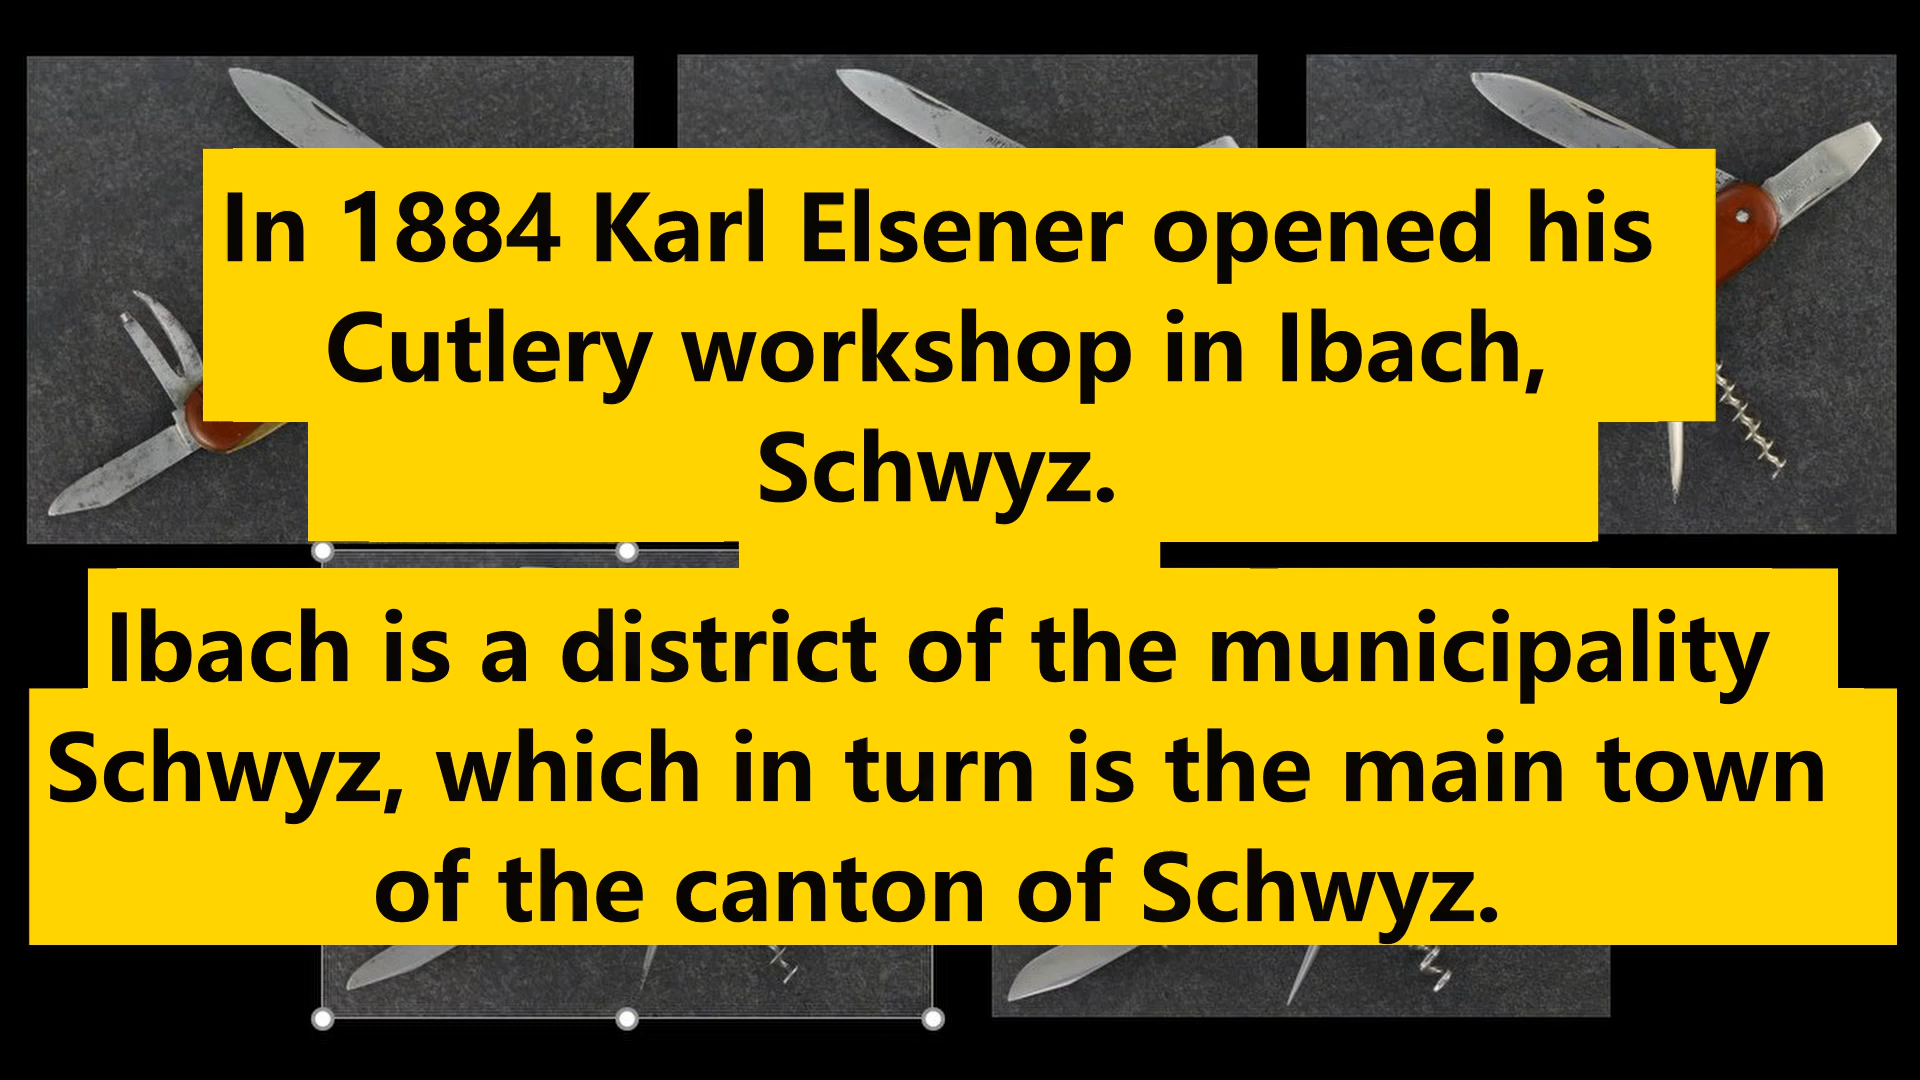 In 1884 Karl Elsener opened his
Cutlery workshop in Ibach,
Schwyz.
Ibach is a district of the municipality
Schwyz, which in turn is the main town
of the canton of Schwyz.